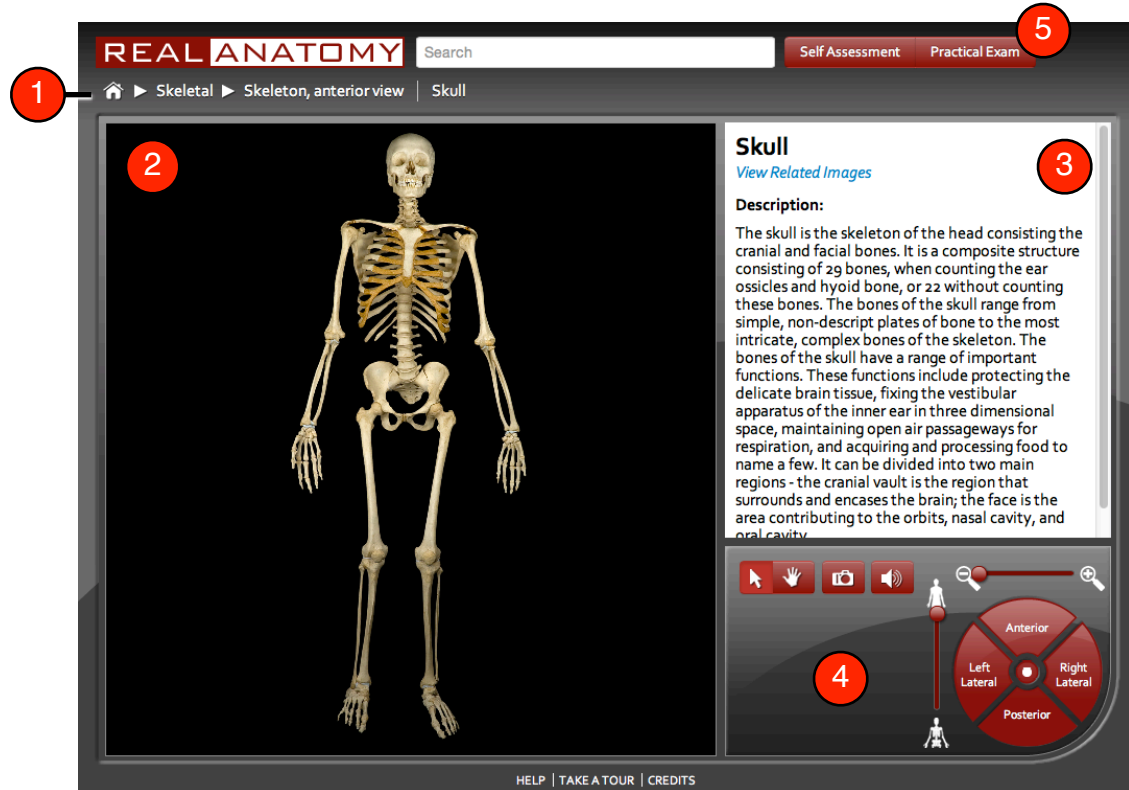 5
REAL ANATOMY
Search
Self Assessment
Practical Exam
1
Skeletal
Skeleton, anterior view
Skull
2
3
Skull
View Related Images
Description:
The skull is the skeleton of the head consisting the
cranial and facial bones. It is a composite structure
consisting of 29 bones, when counting the ear
ossicles and hyoid bone, or 22 without counting
these bones. The bones of the skull range from
simple, non-descript plates of bone to the most
intricate, complex bones of the skeleton. The
bones of the skull have a range of important
functions. These functions include protecting the
delicate brain tissue, fixing the vestibular
apparatus of the inner ear in three dimensional
space, maintaining open air passageways for
respiration, and acquiring and processing food to
name a few. It can be divided into two main
regions - the cranial vault is the region that
surrounds and encases the brain; the face is the
area contributing to the orbits, nasal cavity, and
oral cavity
4
Anterior
Left
Lateral
Right
Lateral
Posterior
HELP | TAKE A TOUR | CREDITS